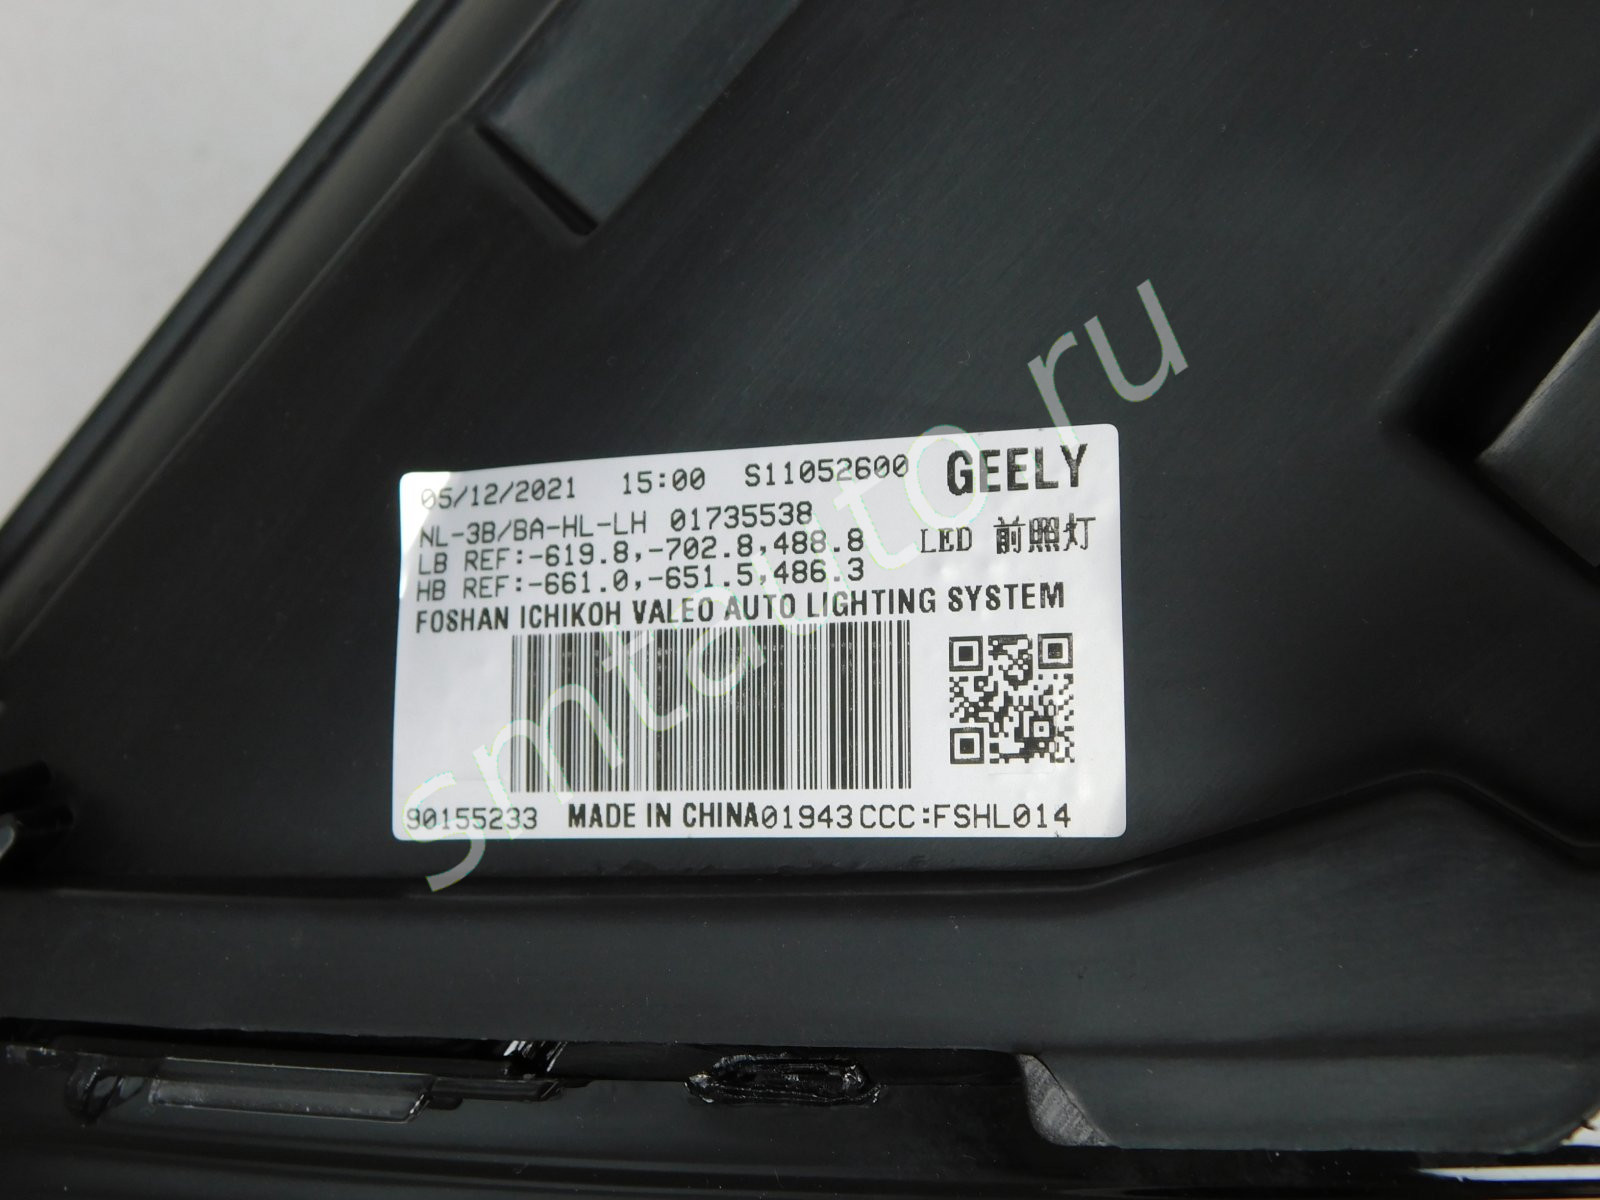 05/12/2021 15:00 S11052600 GEELY
NL-3B/BA-HL-LH 01735538
LB REF:-619.8,-702.8,488.8 LED 前照灯
HB REF:-661.0,-651.5,486.3
FOSHAN ICHIKOH VALEO AUTO LIGHTING SYSTEM
90155233 MADE IN CHINA01943 CCC:FSHL014
smtauto.ru